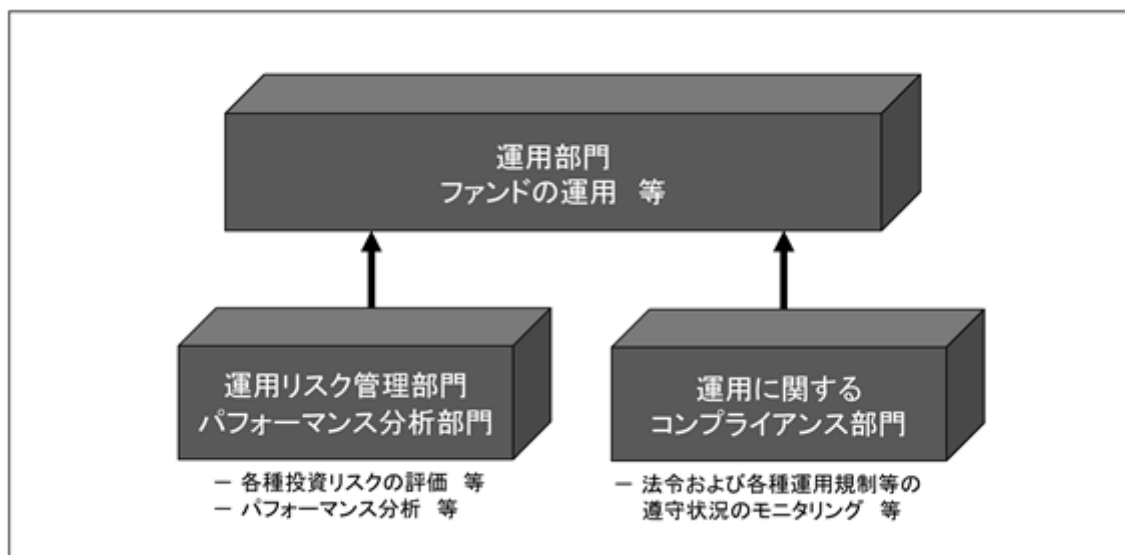 運用部門
ファンドの運用　等
運用リスク管理部門
パフォーマンス分析部門
－ 各種投資リスクの評価　等
－ パフォーマンス分析　等
運用に関する
コンプライアンス部門
－ 法令および各種運用規制等の
遵守状況のモニタリング　等